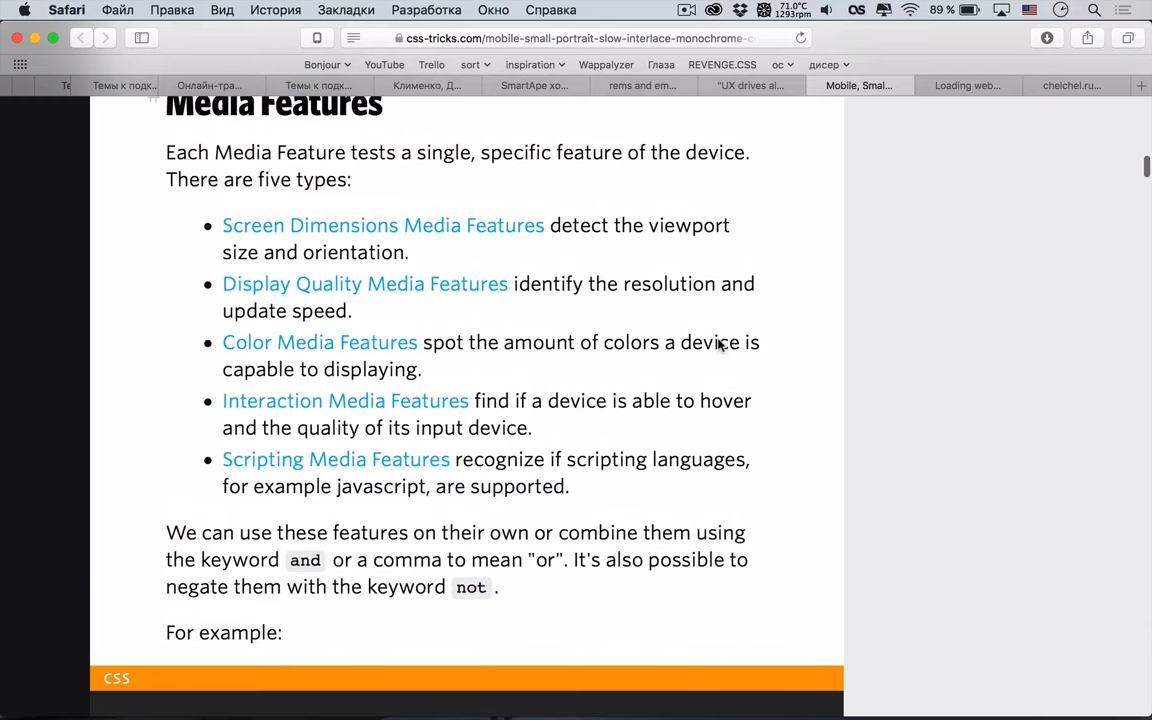 Safari Файл Правка Вид История Закладки Разработка Окно Справка 71.0°C 1293rpm 89 %
css-tricks.com/mobile-small-portrait-slow-interlace-monochrome-c
Bonjour YouTube Trello sort inspiration Wappalyzer Глаза REVENGE.CSS ос дисер
Те Темы к подк... Онлайн-тра... Темы к подк... Клименко, Д... SmartApe хо... rems and em... "UX drives al... Mobile, Smal... Loading web... chelchel.ru...
# Media Features
Each Media Feature tests a single, specific feature of the device.
There are five types:
• Screen Dimensions Media Features detect the viewport
size and orientation.
• Display Quality Media Features identify the resolution and
update speed.
• Color Media Features spot the amount of colors a device is
capable to displaying.
• Interaction Media Features find if a device is able to hover
and the quality of its input device.
• Scripting Media Features recognize if scripting languages,
for example javascript, are supported.
We can use these features on their own or combine them using
the keyword and or a comma to mean "or". It's also possible to
negate them with the keyword not .
For example:
CSS